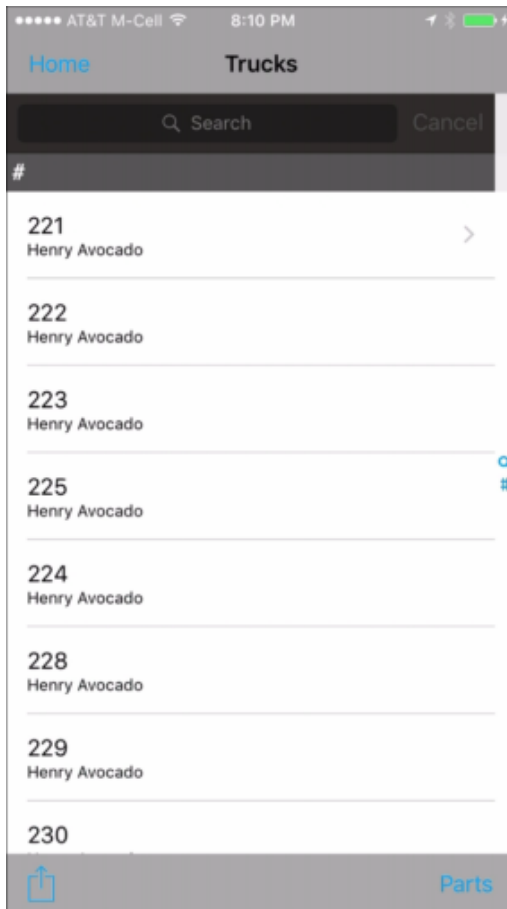 AT&T M-Cell 8:10 PM
Home Trucks
Search Cancel
#
221
Henry Avocado
222
Henry Avocado
223
Henry Avocado
225
Henry Avocado
#
224
Henry Avocado
228
Henry Avocado
229
Henry Avocado
230
Parts